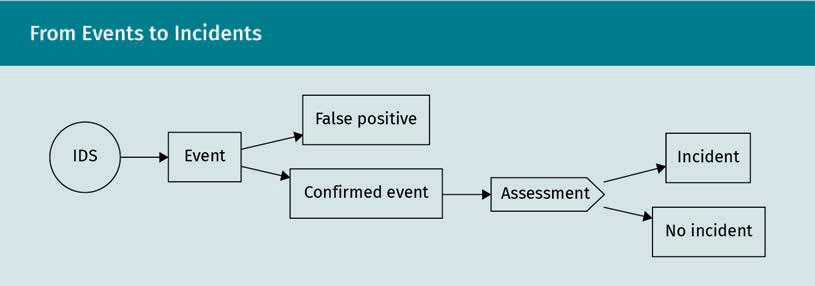 From Events to Incidents
IDS
Event
False positive
Confirmed event
Assessment
Incident
No incident